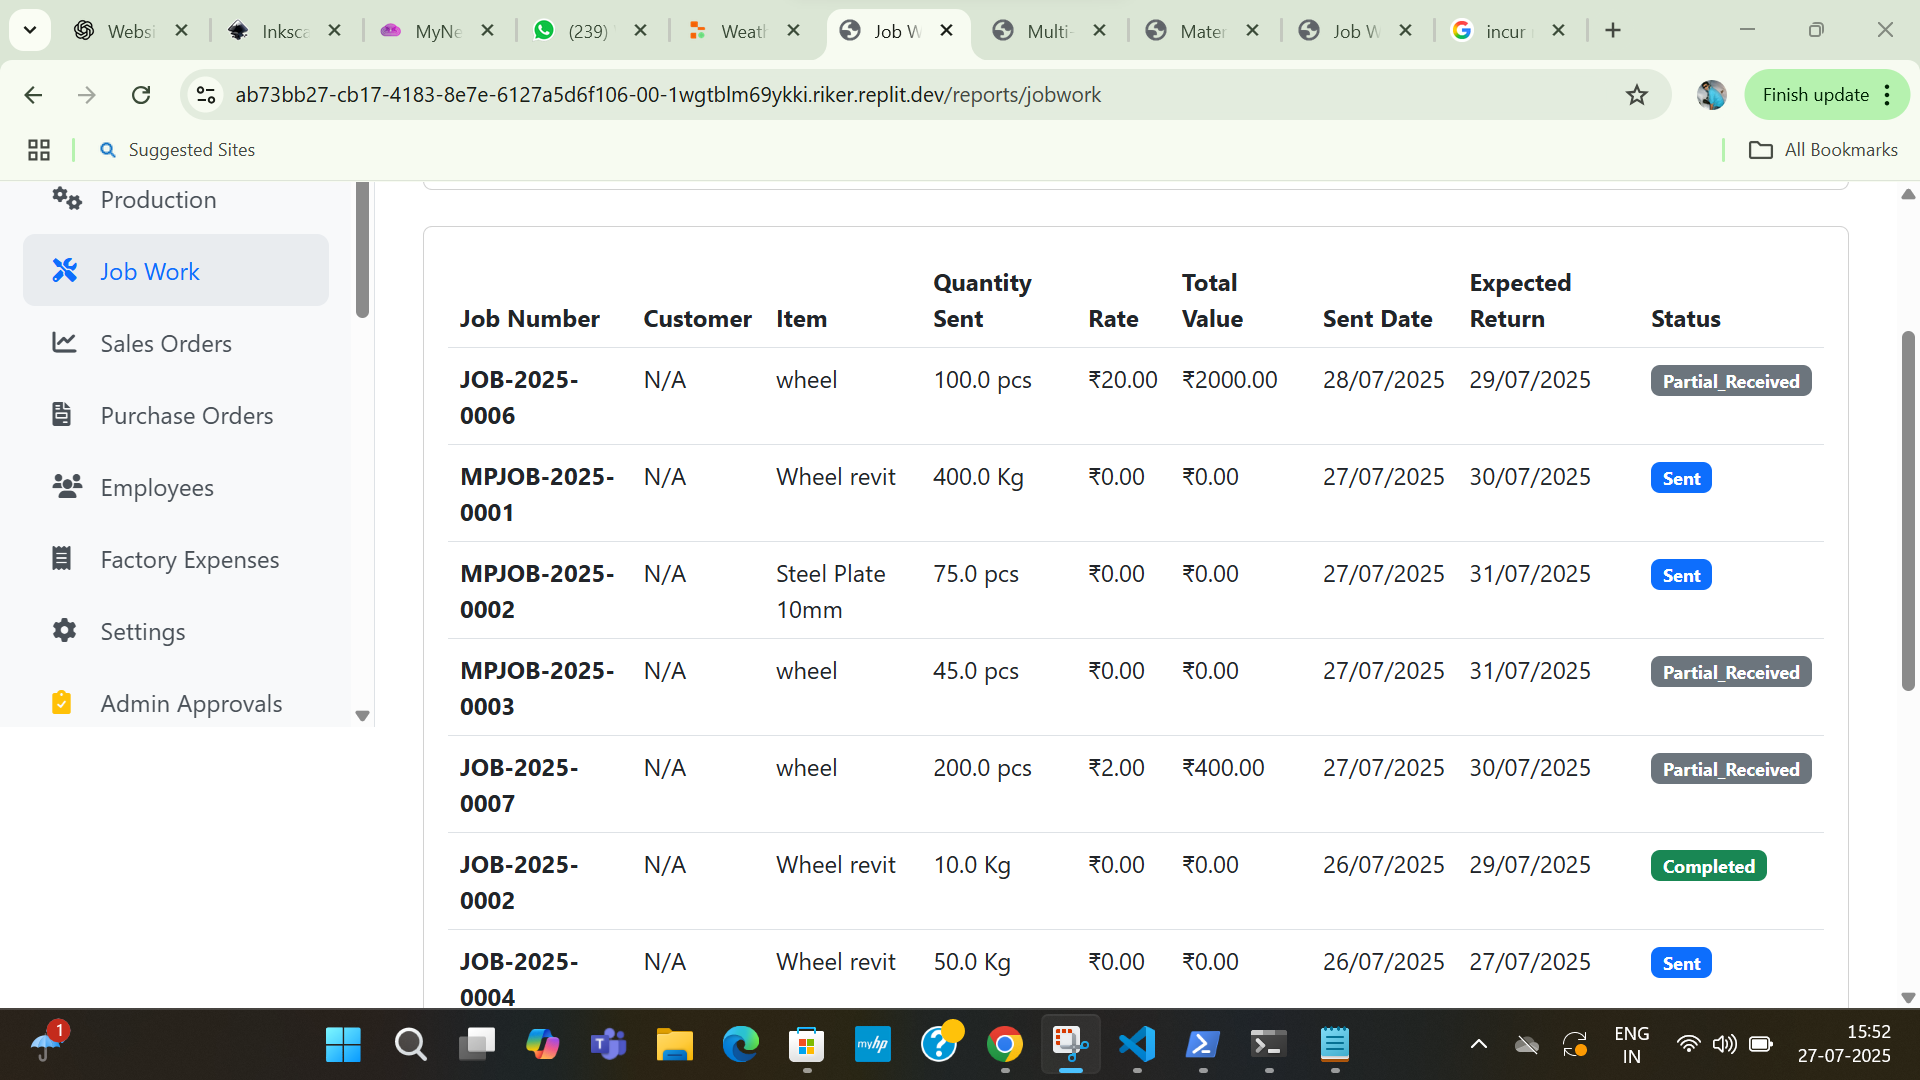 Websi
Inksca
MyNe
(239)
Weath
Job W
Multi-
Mater
Job W
incur
ab73bb27-cb17-4183-8e7e-6127a5d6f106-00-1wgtblm69ykki.riker.replit.dev/reports/jobwork
Finish update
Suggested Sites
All Bookmarks
Production
Job Work
Sales Orders
Purchase Orders
Employees
Factory Expenses
Settings
Admin Approvals
Job Number Customer Item Quantity Sent Rate Total Value Sent Date Expected Return Status
JOB-2025-0006 N/A wheel 100.0 pcs ₹20.00 ₹2000.00 28/07/2025 29/07/2025 Partial_Received
MPJOB-2025-0001 N/A Wheel revit 400.0 Kg ₹0.00 ₹0.00 27/07/2025 30/07/2025 Sent
MPJOB-2025-0002 N/A Steel Plate 10mm 75.0 pcs ₹0.00 ₹0.00 27/07/2025 31/07/2025 Sent
MPJOB-2025-0003 N/A wheel 45.0 pcs ₹0.00 ₹0.00 27/07/2025 31/07/2025 Partial_Received
JOB-2025-0007 N/A wheel 200.0 pcs ₹2.00 ₹400.00 27/07/2025 30/07/2025 Partial_Received
JOB-2025-0002 N/A Wheel revit 10.0 Kg ₹0.00 ₹0.00 26/07/2025 29/07/2025 Completed
JOB-2025-0004 N/A Wheel revit 50.0 Kg ₹0.00 ₹0.00 26/07/2025 27/07/2025 Sent
1
myhp
ENG
IN
15:52
27-07-2025